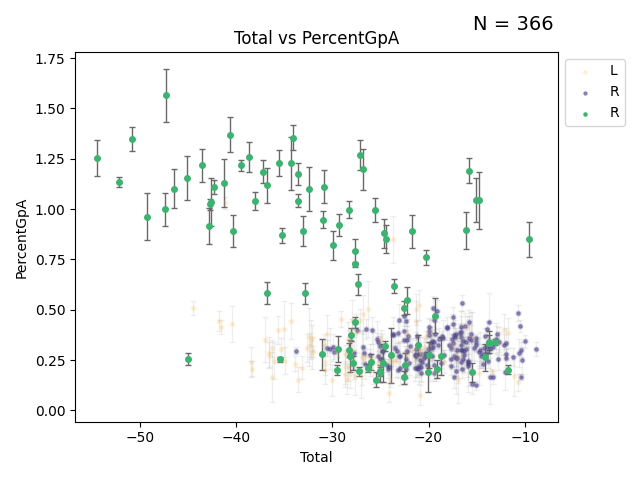 N = 366
Total vs PercentGpA
1.75
1.50
1.25
1.00
0.75
0.50
0.25
0.00
PercentGpA
−50
−40
−30
−20
−10
Total
L
R
R